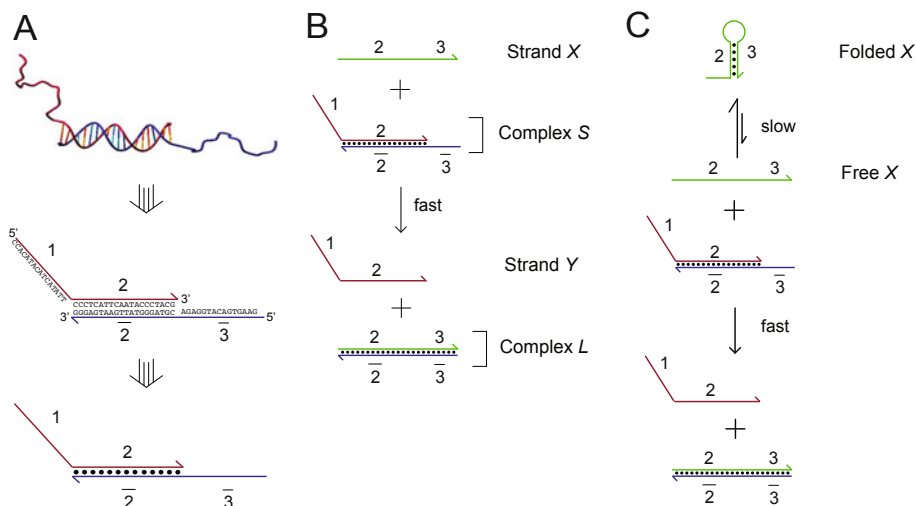 A
1
5'
CCACATACATCATATT
2
CCCTCATTCAATACCCTACG
3'
3'
GGGAGTAAGTTATGGGATGC
AGAGGTACAGTGAAG
5'
2
3
1
2
2
3
B
2 3
Strand X
+
1
2
Complex S
2 3
fast
1
2
Strand Y
+
2 3
Complex L
2 3
C
2 3
Folded X
slow
2 3
Free X
+
1
2
2 3
fast
1
2
+
2 3
2 3